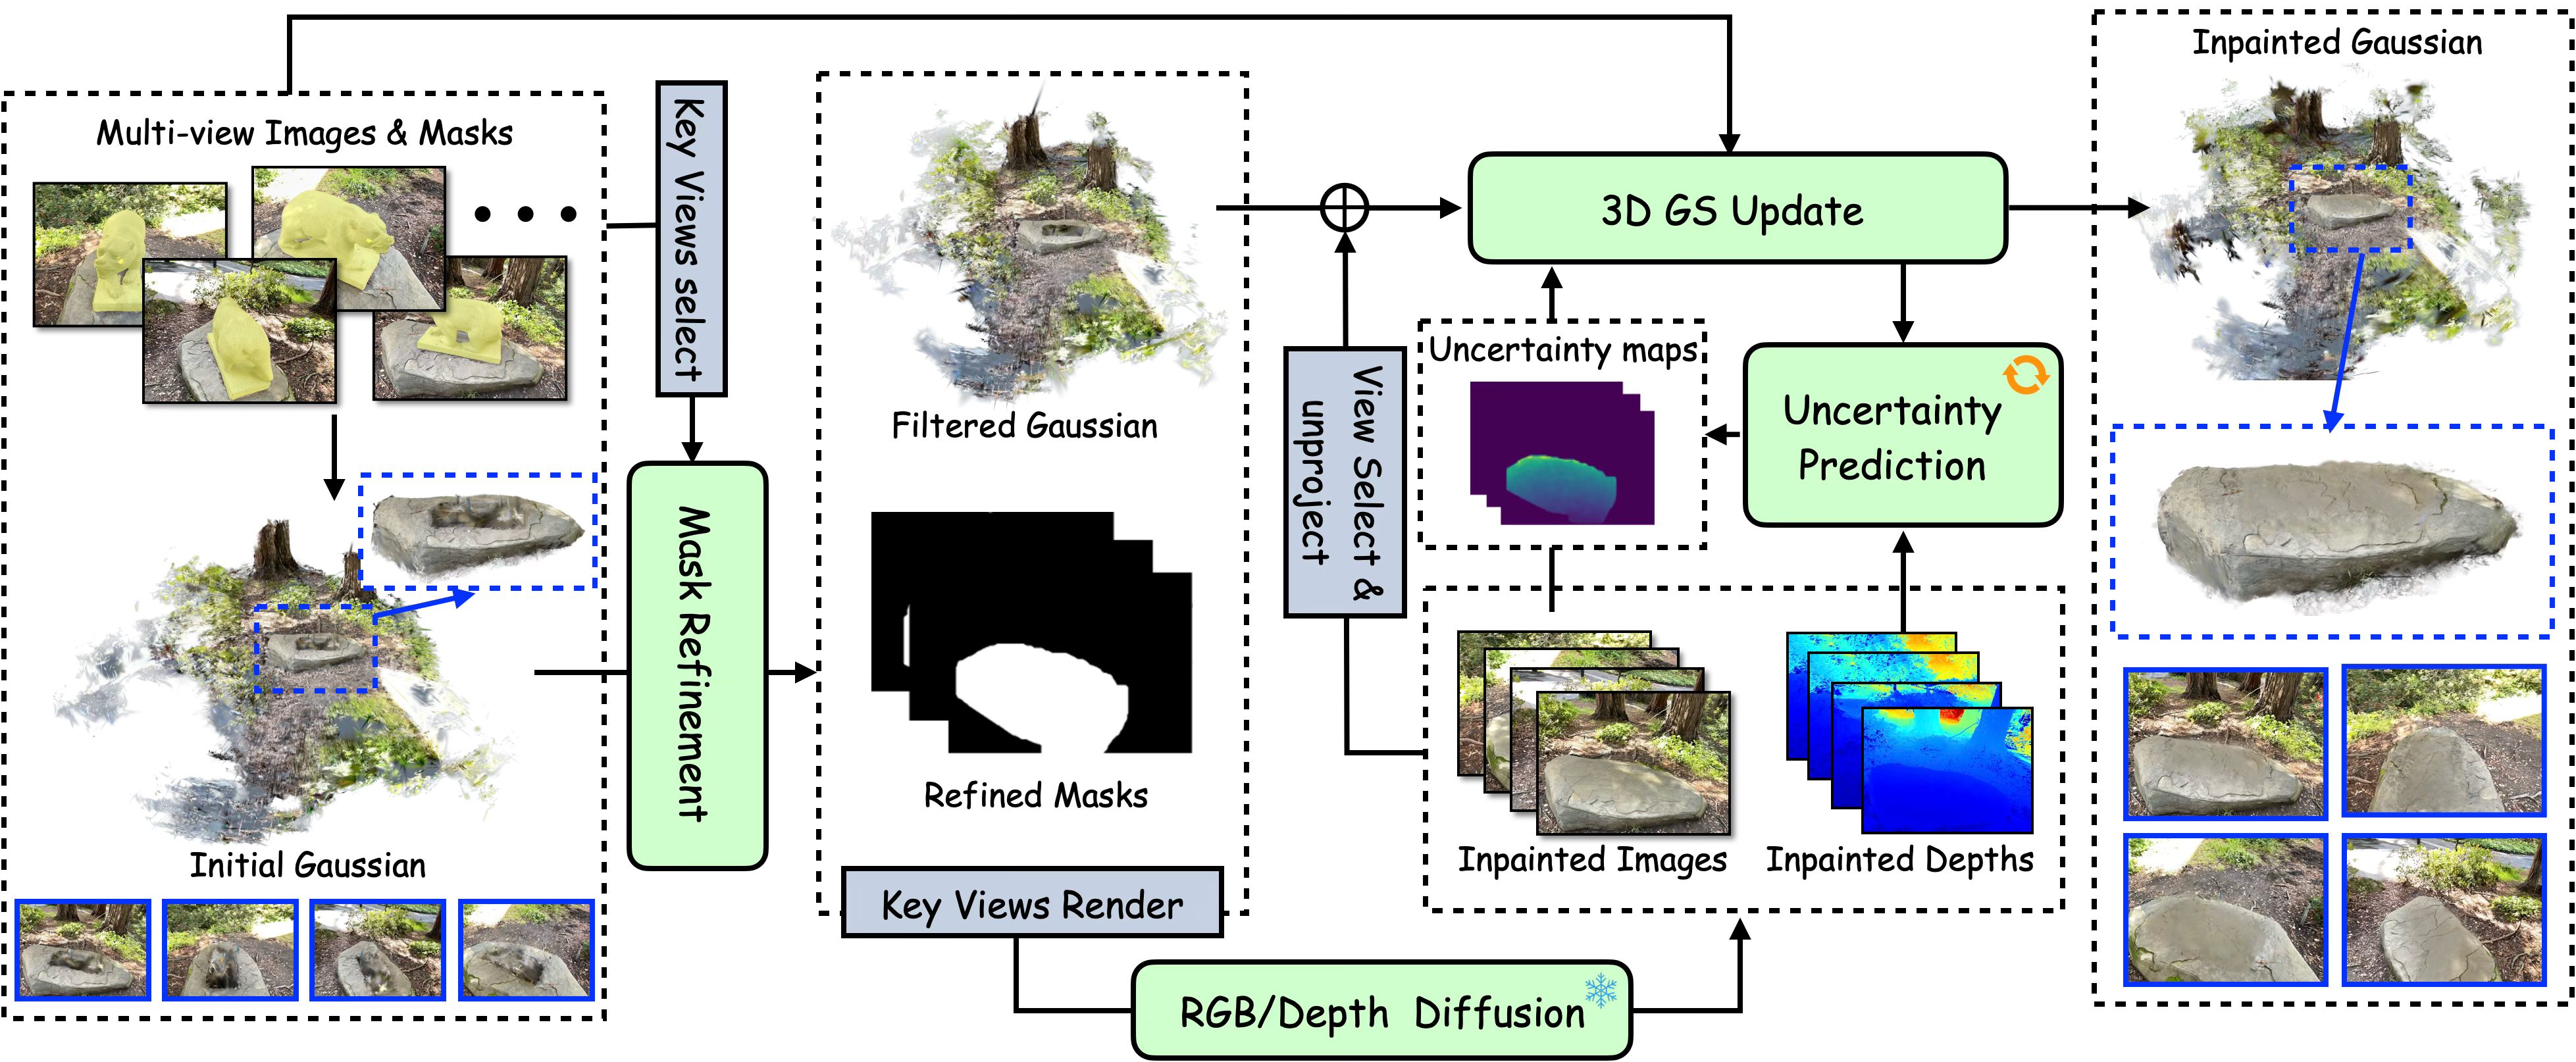 Multi-view Images & Masks
Initial Gaussian
Key Views select
Mask Refinement
Filtered Gaussian
Refined Masks
Key Views Render
RGB/Depth Diffusion
View Select &
unproject
3D GS Update
Uncertainty maps
Uncertainty
Prediction
Inpainted Images
Inpainted Depths
Inpainted Gaussian